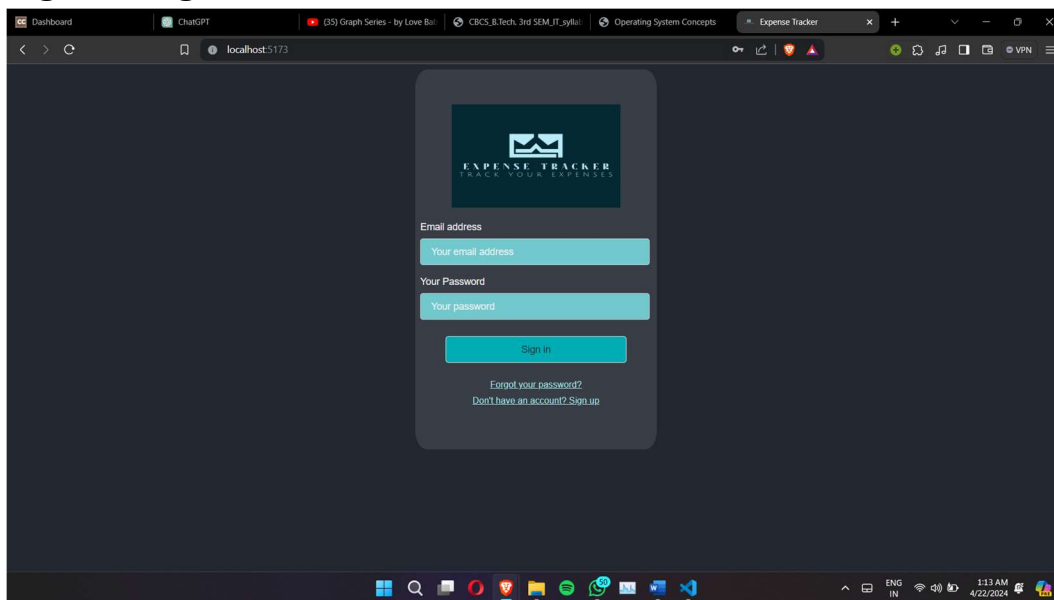 Dashboard
ChatGPT
(35) Graph Series - by Love Bab
CBCS_B.Tech. 3rd SEM_IT_syllab
Operating System Concepts
Expense Tracker
localhost:5173
VPN
EXPENSE TRACKER
TRACK YOUR EXPENSES
Email address
Your email address
Your Password
Your password
Sign in
Forgot your password?
Don't have an account? Sign up
50
ENG
IN
1:13 AM
4/22/2024